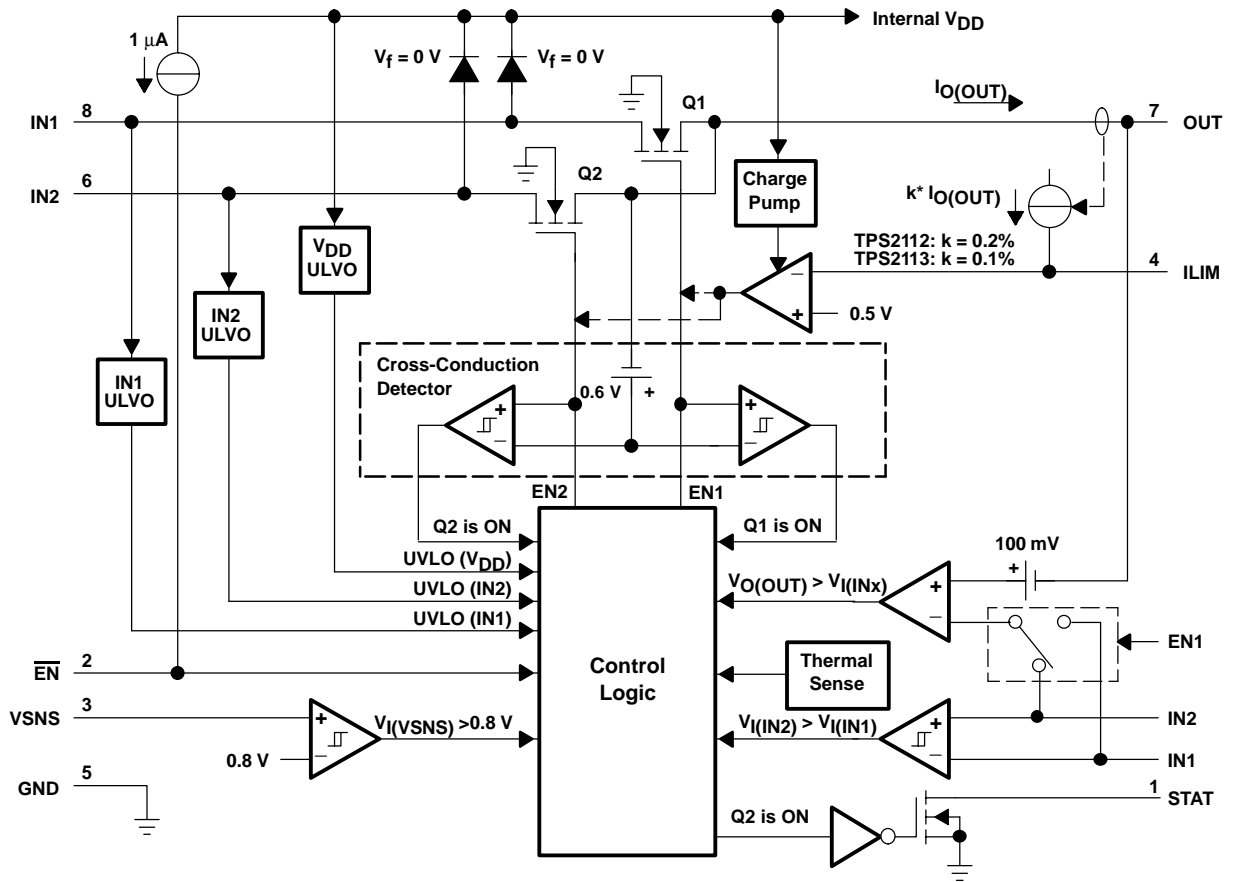 Internal VDD
1 μA
Vf = 0 V
Vf = 0 V
IO(OUT)
Q1
8
IN1
7
OUT
Q2
6
IN2
Charge
Pump
k* IO(OUT)
VDD
ULVO
TPS2112: k = 0.2%
TPS2113: k = 0.1%
−
4
ILIM
IN2
ULVO
+
0.5 V
Cross-Conduction
Detector
IN1
ULVO
0.6 V
+
+
−
+
−
EN2
EN1
Q2 is ON
Q1 is ON
UVLO (VDD)
100 mV
+
UVLO (IN2)
VO(OUT) > VI(INx)
+
−
UVLO (IN1)
EN1
EN
2
Control
Logic
Thermal
Sense
3
VSNS
+
−
VI(VSNS) >0.8 V
VI(IN2) > VI(IN1)
+
−
IN2
0.8 V
IN1
5
GND
1
STAT
Q2 is ON